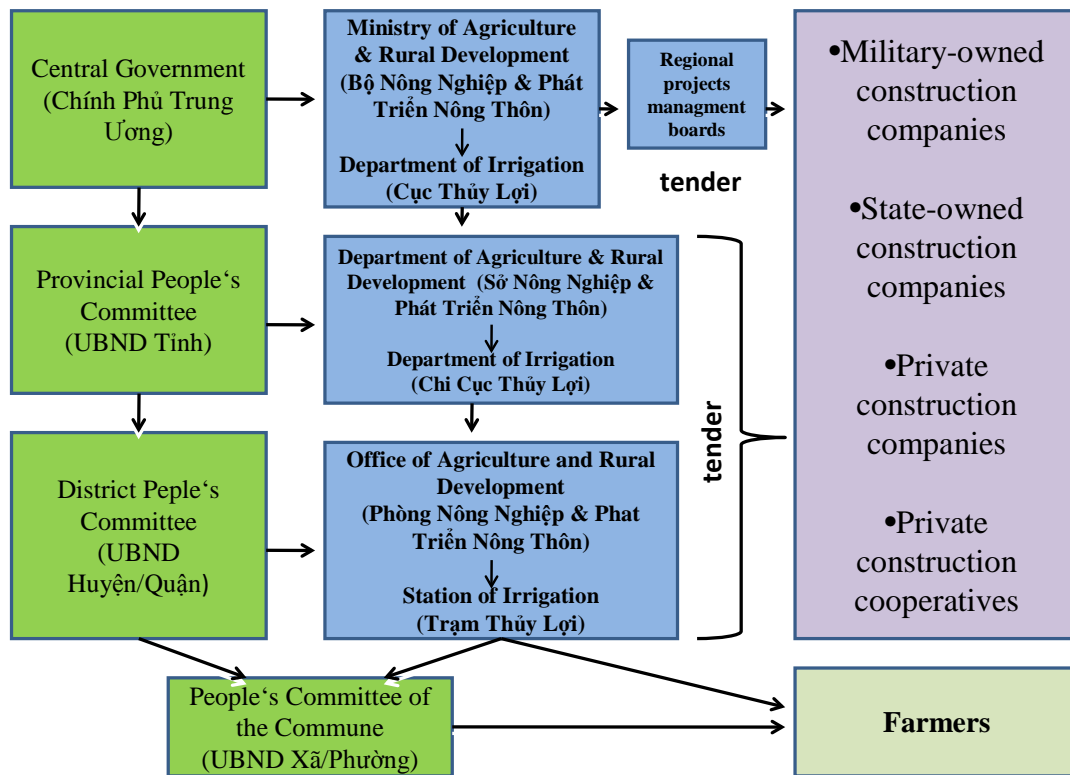 Central Government
(Chính Phủ Trung
Ương)
Ministry of Agriculture
& Rural Development
(Bộ Nông Nghiệp & Phát
Triển Nông Thôn)
Department of Irrigation
(Cục Thủy Lợi)
Regional
projects
managment
boards
tender
•Military-owned
construction
companies
•State-owned
construction
companies
•Private
construction
companies
•Private
construction
cooperatives
Provincial People‘s
Committee
(UBND Tỉnh)
Department of Agriculture & Rural
Development (Sở Nông Nghiệp &
Phát Triển Nông Thôn)
Department of Irrigation
(Chi Cục Thủy Lợi)
tender
District Peple‘s
Committee
(UBND
Huyện/Quận)
Office of Agriculture and Rural
Development
(Phòng Nông Nghiệp & Phat
Triển Nông Thôn)
Station of Irrigation
(Trạm Thủy Lợi)
People‘s Committee of
the Commune
(UBND Xã/Phường)
Farmers